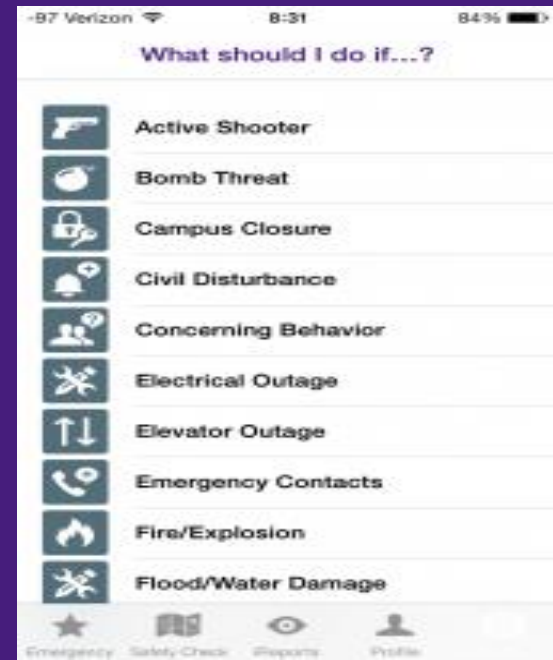 -97 Verizon 8:31 84%
What should I do if...?
Active Shooter
Bomb Threat
Campus Closure
Civil Disturbance
Concerning Behavior
Electrical Outage
Elevator Outage
Emergency Contacts
Fire/Explosion
Flood/Water Damage
Emergency Safety Check iReports Profile